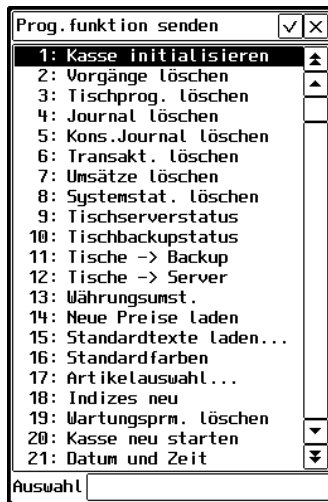 Prog.funktion senden
1: Kasse initialisieren
2: Vorgänge löschen
3: Tischprog. löschen
4: Journal löschen
5: Kons.Journal löschen
6: Transakt. löschen
7: Umsätze löschen
8: Systemstat. löschen
9: Tischserverstatus
10: Tischbackupstatus
11: Tische -> Backup
12: Tische -> Server
13: Währungsumst.
14: Neue Preise laden
15: Standardtexte laden...
16: Standardfarben
17: Artikelauswahl...
18: Indizes neu
19: Wartungsprm. löschen
20: Kasse neu starten
21: Datum und Zeit
Auswahl